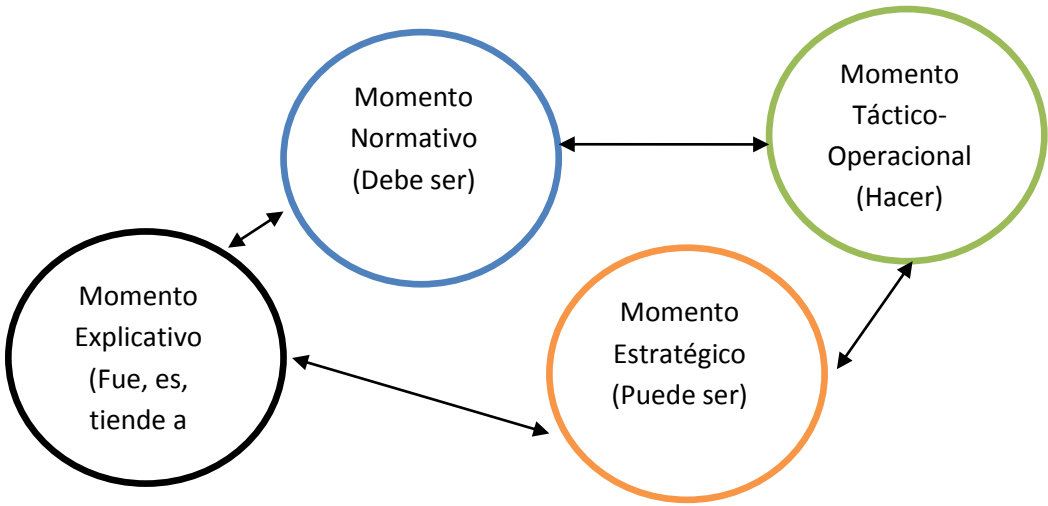 Momento
Normativo
(Debe ser)
Momento
Táctico-
Operacional
(Hacer)
Momento
Explicativo
(Fue, es,
tiende a
Momento
Estratégico
(Puede ser)